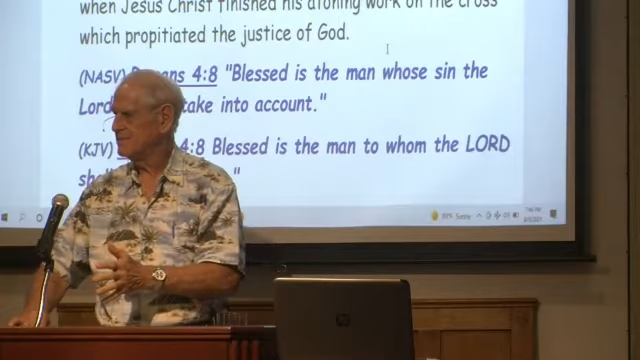 when Jesus Christ finished his atoning work on the cross
which propitiated the justice of God.
(NASV) 4:8 "Blessed is the man whose sin the
Lord take into account."
(KJV) 4:8 Blessed is the man to whom the LORD
"
Sunny
hp